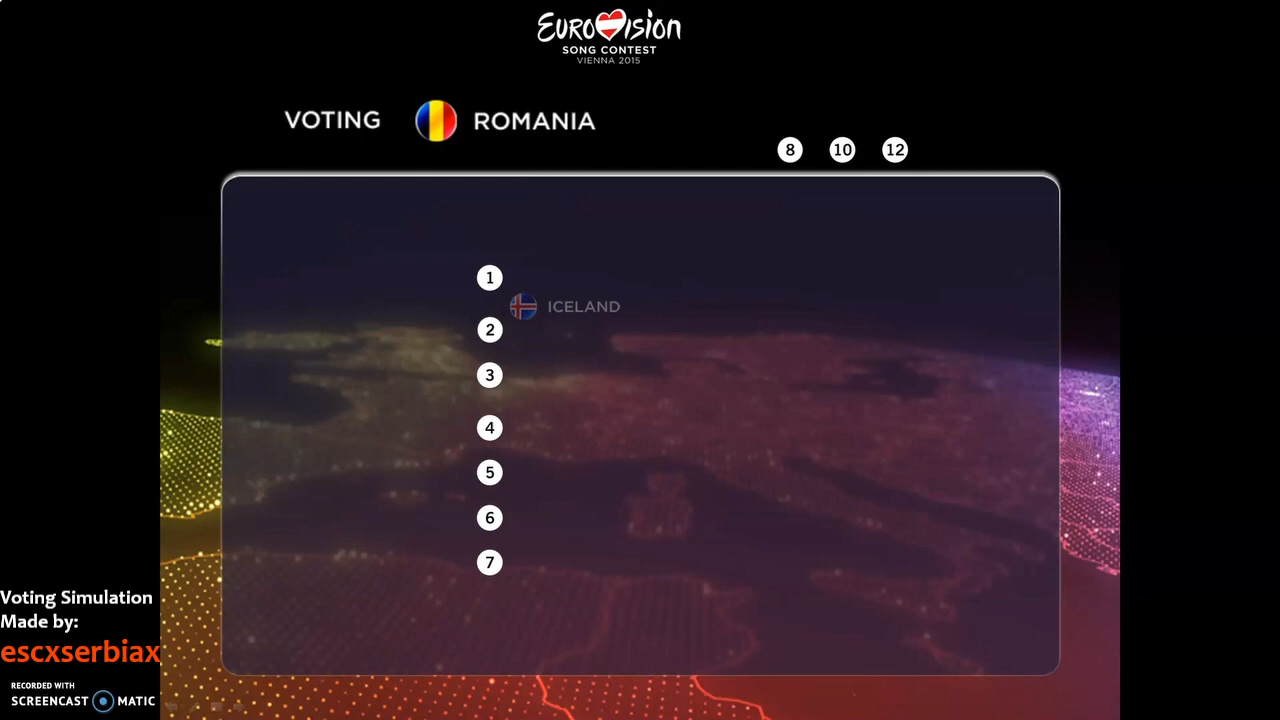 EUROVISION
SONG CONTEST
VIENNA 2015
VOTING ROMANIA
8 10 12
1
ICELAND
2
3
4
5
6
7
Voting Simulation
Made by:
escxserbiax
RECORDED WITH
SCREENCAST MATIC